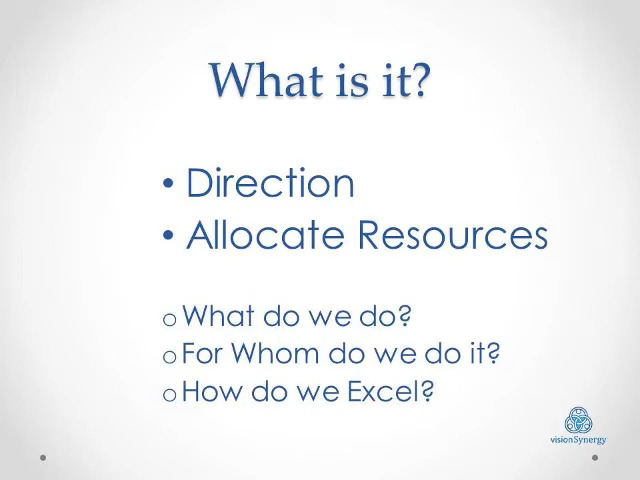 What is it?
• Direction
• Allocate Resources
o What do we do?
o For Whom do we do it?
o How do we Excel?
visionSynergy